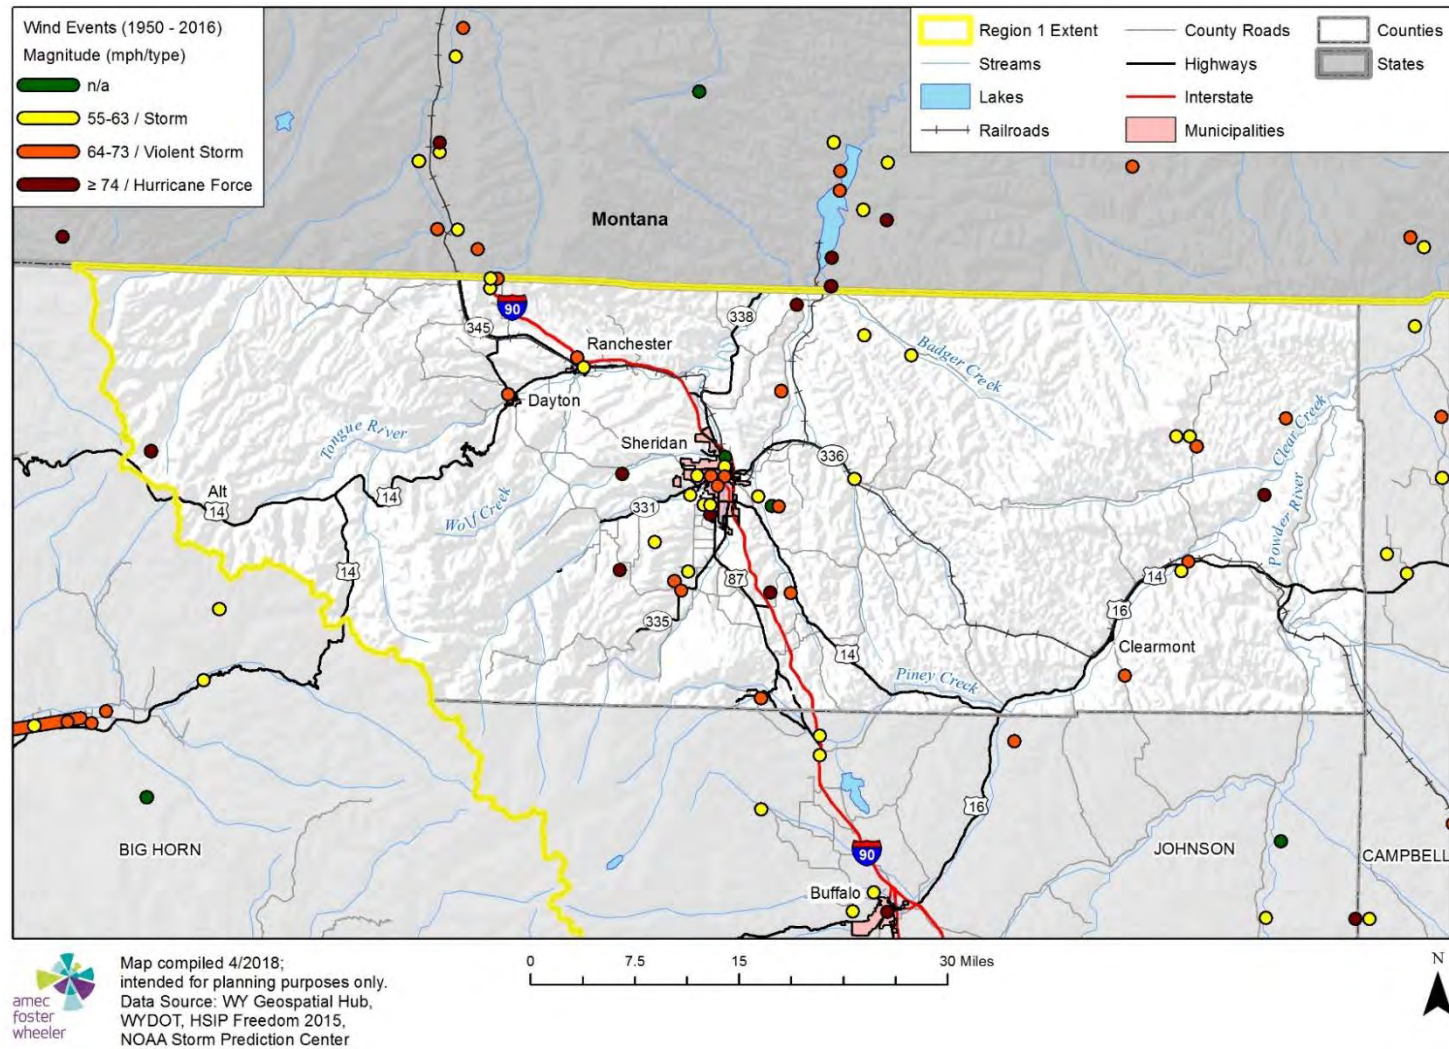 Wind Events (1950 - 2016)
Magnitude (mph/type)
n/a
55-63 / Storm
64-73 / Violent Storm
≥ 74 / Hurricane Force
Region 1 Extent
Streams
Lakes
Railroads
County Roads
Highways
Interstate
Municipalities
Counties
States
Montana
90
345
338
Ranchester
Badger Creek
Dayton
Tongue River
Sheridan
336
Clear Creek
Alt
14
14
Wolf Creek
331
Powder River
14
87
14
16
335
14
Clearmont
Piney Creek
16
BIG HORN
90
JOHNSON
CAMPBELL
Buffalo
amec
foster
wheeler
Map compiled 4/2018;
intended for planning purposes only.
Data Source: WY Geospatial Hub,
WYDOT, HSIP Freedom 2015,
NOAA Storm Prediction Center
0 7.5 15 30 Miles
N